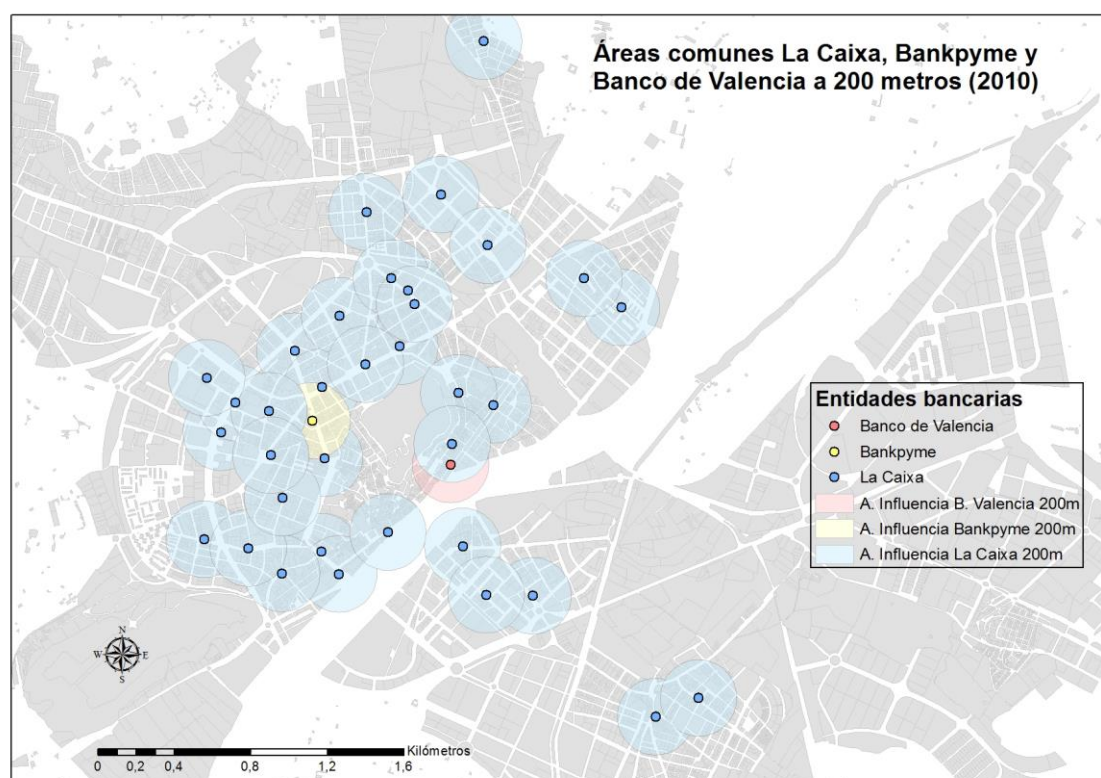 Áreas comunes La Caixa, Bankpyme y
Banco de Valencia a 200 metros (2010)
Entidades bancarias
Banco de Valencia
Bankpyme
La Caixa
A. Influencia B. Valencia 200m
A. Influencia Bankpyme 200m
A. Influencia La Caixa 200m
N
W E
S
Kilómetros
0 0,2 0,4 0,8 1,2 1,6